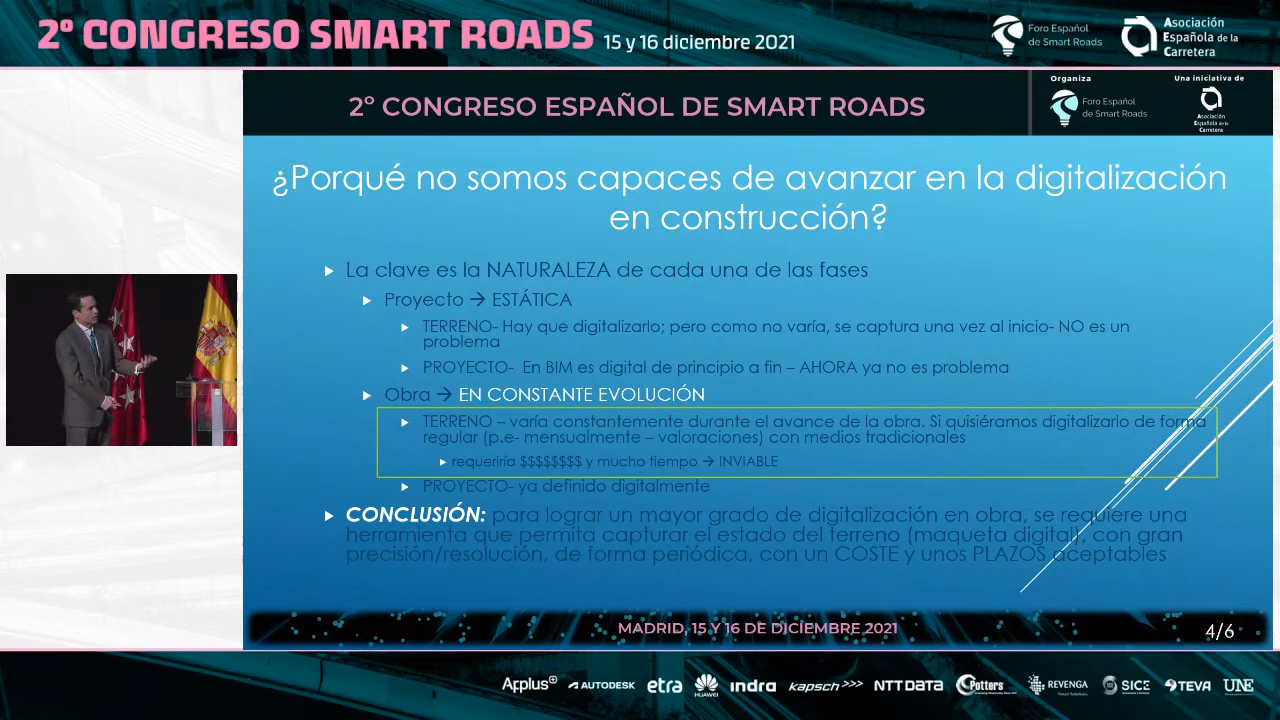 2º CONGRESO SMART ROADS 15 y 16 diciembre 2021
Foro Español
de Smart Roads
Asociación
Española de la
Carretera
2º CONGRESO ESPAÑOL DE SMART ROADS
Organiza
Foro Español
de Smart Roads
Una iniciativa de
Asociación
Española de la
Carretera
¿Porqué no somos capaces de avanzar en la digitalización
en construcción?
La clave es la NATURALEZA de cada una de las fases
Proyecto → ESTÁTICA
TERRENO- Hay que digitalizarlo; pero como no varía, se captura una vez al inicio- NO es un
problema
PROYECTO- En BIM es digital de principio a fin – AHORA ya no es problema
Obra → EN CONSTANTE EVOLUCIÓN
TERRENO – varía constantemente durante el avance de la obra. Si quisiéramos digitalizarlo de forma
regular (p.e- mensualmente – valoraciones) con medios tradicionales
requeriría $$$$$$$$ y mucho tiempo → INVIABLE
PROYECTO- ya definido digitalmente
CONCLUSIÓN: para lograr un mayor grado de digitalización en obra, se requiere una
herramienta que permita capturar el estado del terreno (maqueta digital), con gran
precisión/resolución, de forma periódica, con un COSTE y unos PLAZOS aceptables
MADRID, 15 Y 16 DE DICIEMBRE 2021
4/6
Applus+ AUTODESK etra HUAWEI indra kapsch>>> NTT DATA Potters REVENGA SICE TEVA UNE